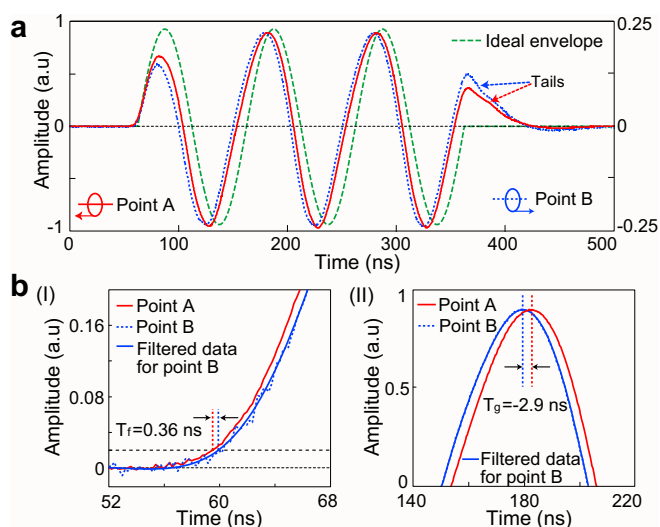 a
1
0.25
Ideal envelope
Tails
Amplitude (a.u)
0
0
Point A
Point B
-1
-0.25
0
100
200
300
400
500
Time (ns)
b (I)
(II)
0.16
Point A
Point B
Filtered data
for point B
Amplitude (a.u)
0.08
Tf=0.36 ns
0
52
60
68
Time (ns)
1
Point A
Point B
Amplitude (a.u)
0.5
Tg=-2.9 ns
Filtered data
for point B
0
140
160
180
200
220
Time (ns)